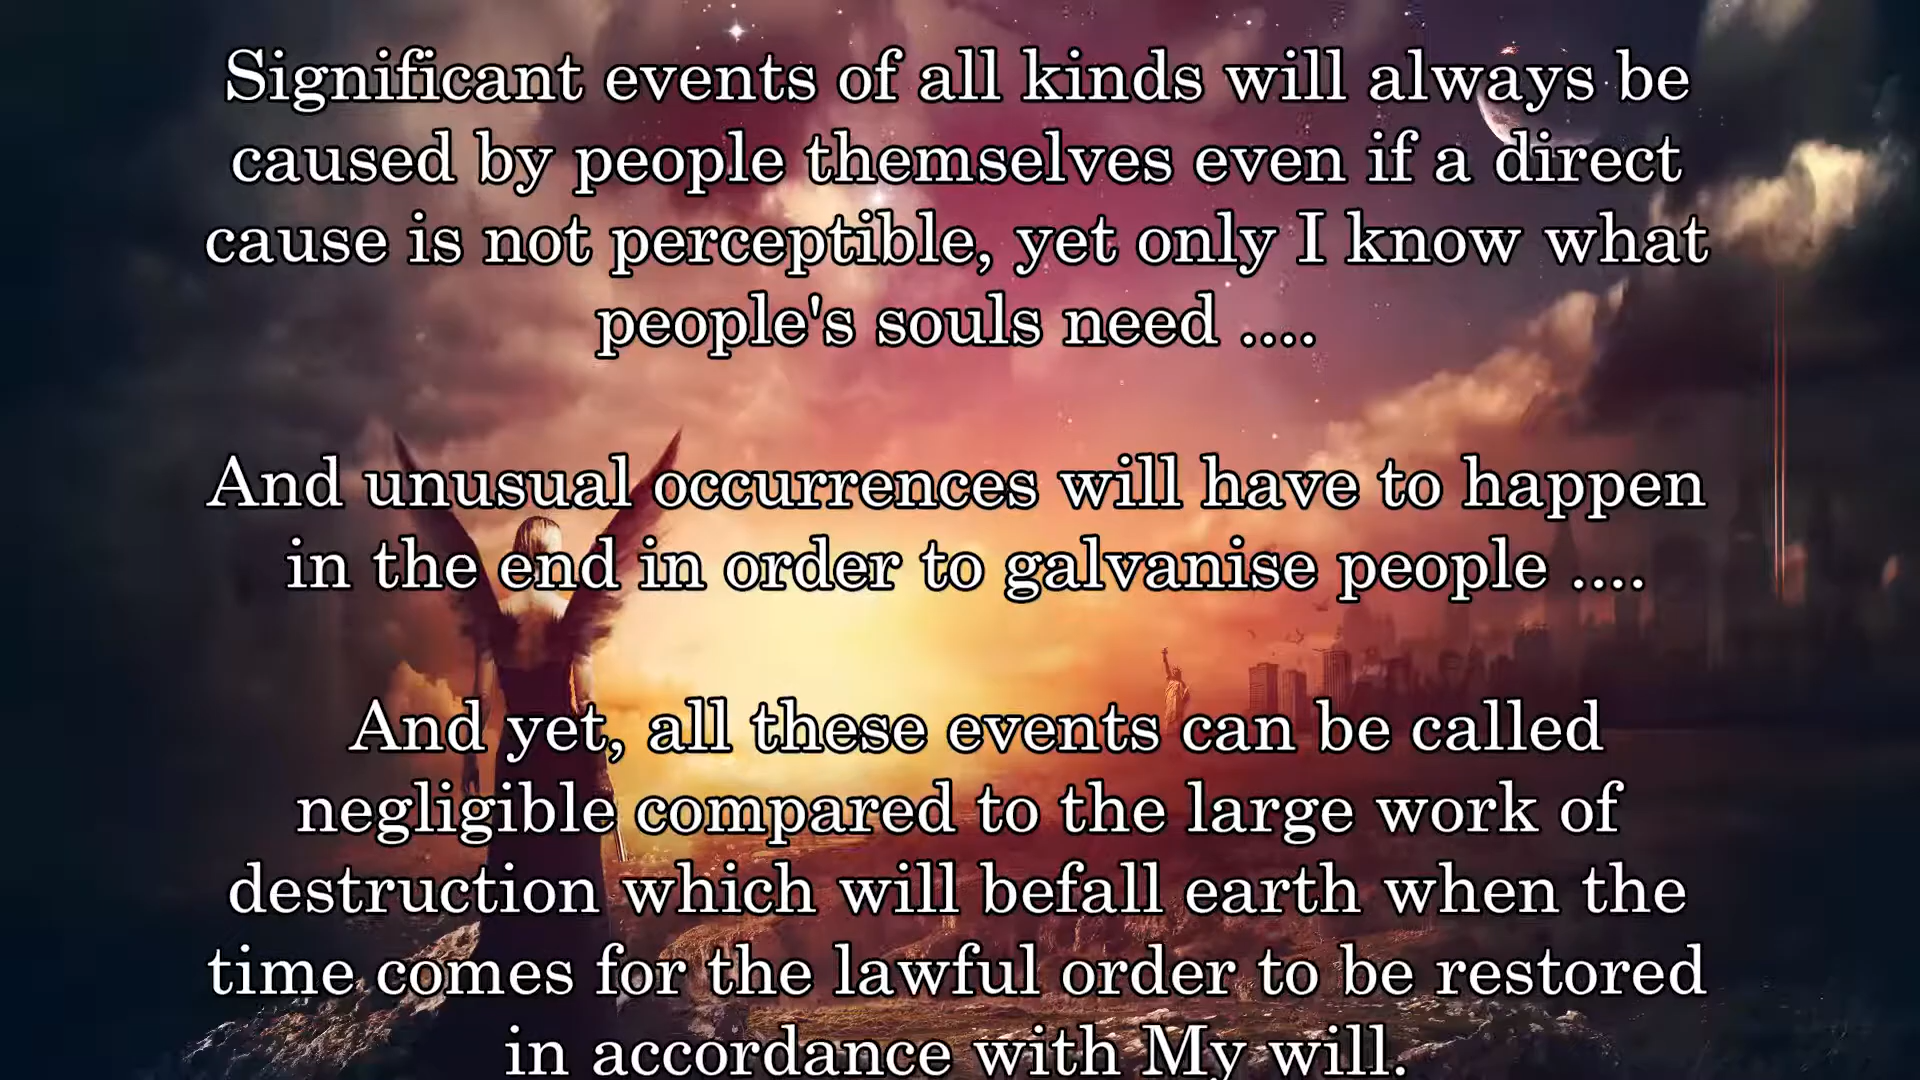 Significant events of all kinds will always be
caused by people themselves even if a direct
cause is not perceptible, yet only I know what
people's souls need ....
And unusual occurrences will have to happen
in the end in order to galvanise people ....
And yet, all these events can be called
negligible compared to the large work of
destruction which will befall earth when the
time comes for the lawful order to be restored
in accordance with My will.